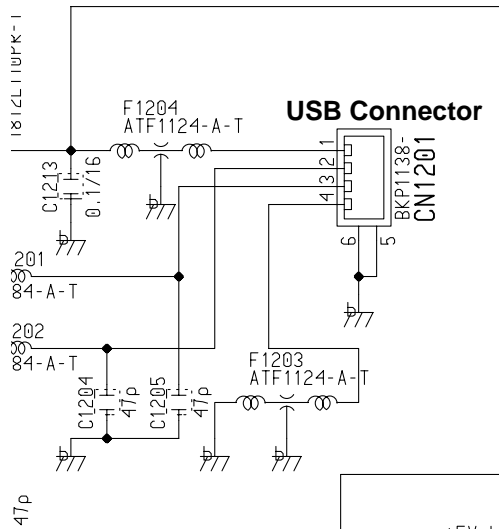 F1204
ATF1124-A-T
USB Connector
1
2
3
4
BKP1138-
CN1201
6
5
C1213
0.1/16
b
b
b
201
84-A-T
202
84-A-T
F1203
ATF1124-A-T
C1204
47p
C1205
47p
b
b
b
47p